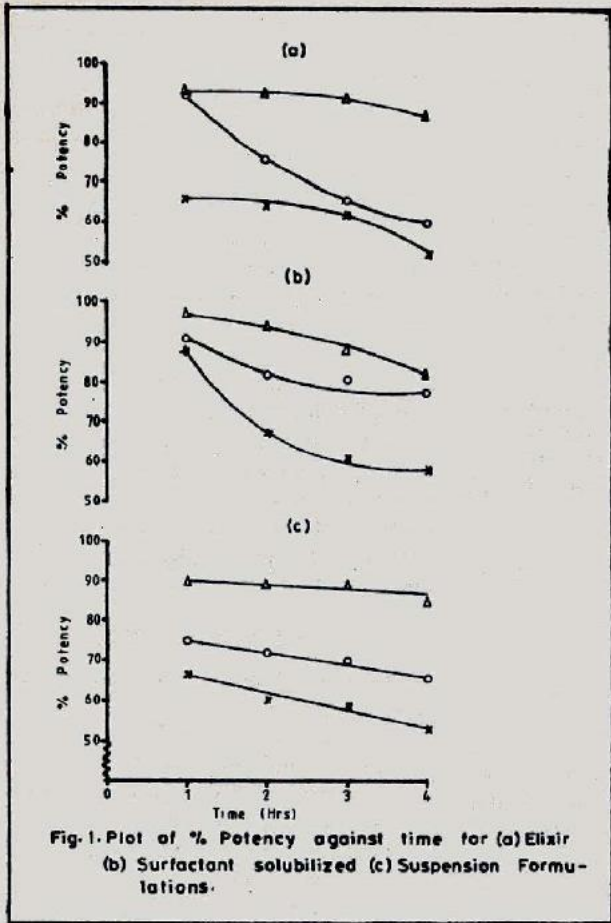 (a)
100
90
80
70
60
50
% Potency
(b)
100
90
80
70
60
50
% Potency
(c)
100
90
80
70
60
50
% Potency
0 1 2 3 4
Time (Hrs)
Fig. 1. Plot of % Potency against time for (a) Elixir
(b) Surfactant solubilized (c) Suspension Formu-
lations.